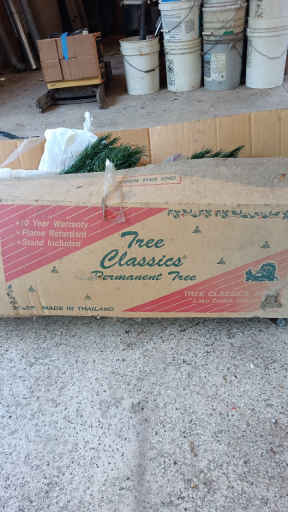 • 10 Year Warranty
• Flame Retardant
• Stand Included
Tree
Classics®
Permanent Tree
MADE IN THAILAND
TREE CLASSICS